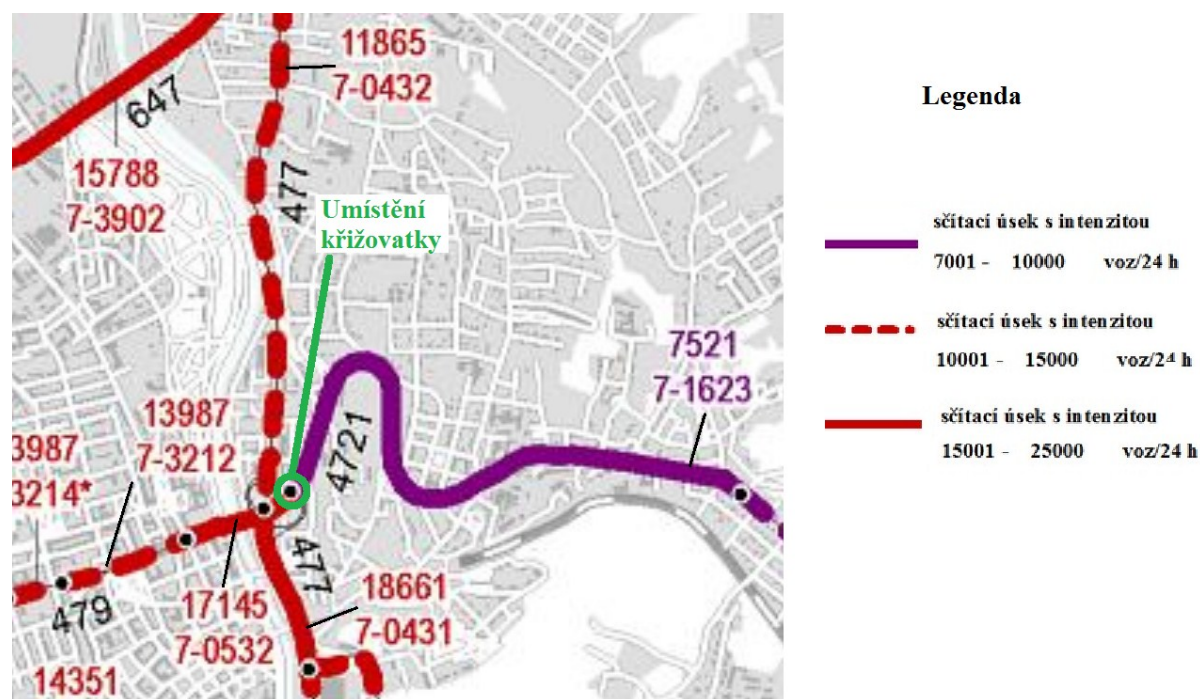 11865
7-0432
647
15788
7-3902
477
Umístění
křižovatky
7521
7-1623
4721
13987
7-3212
3987
3214*
477
479
17145
7-0532
18661
7-0431
14351
Legenda
sčítací úsek s intenzitou
7001 - 10000 voz/24 h
sčítací úsek s intenzitou
10001 - 15000 voz/24 h
sčítací úsek s intenzitou
15001 - 25000 voz/24 h